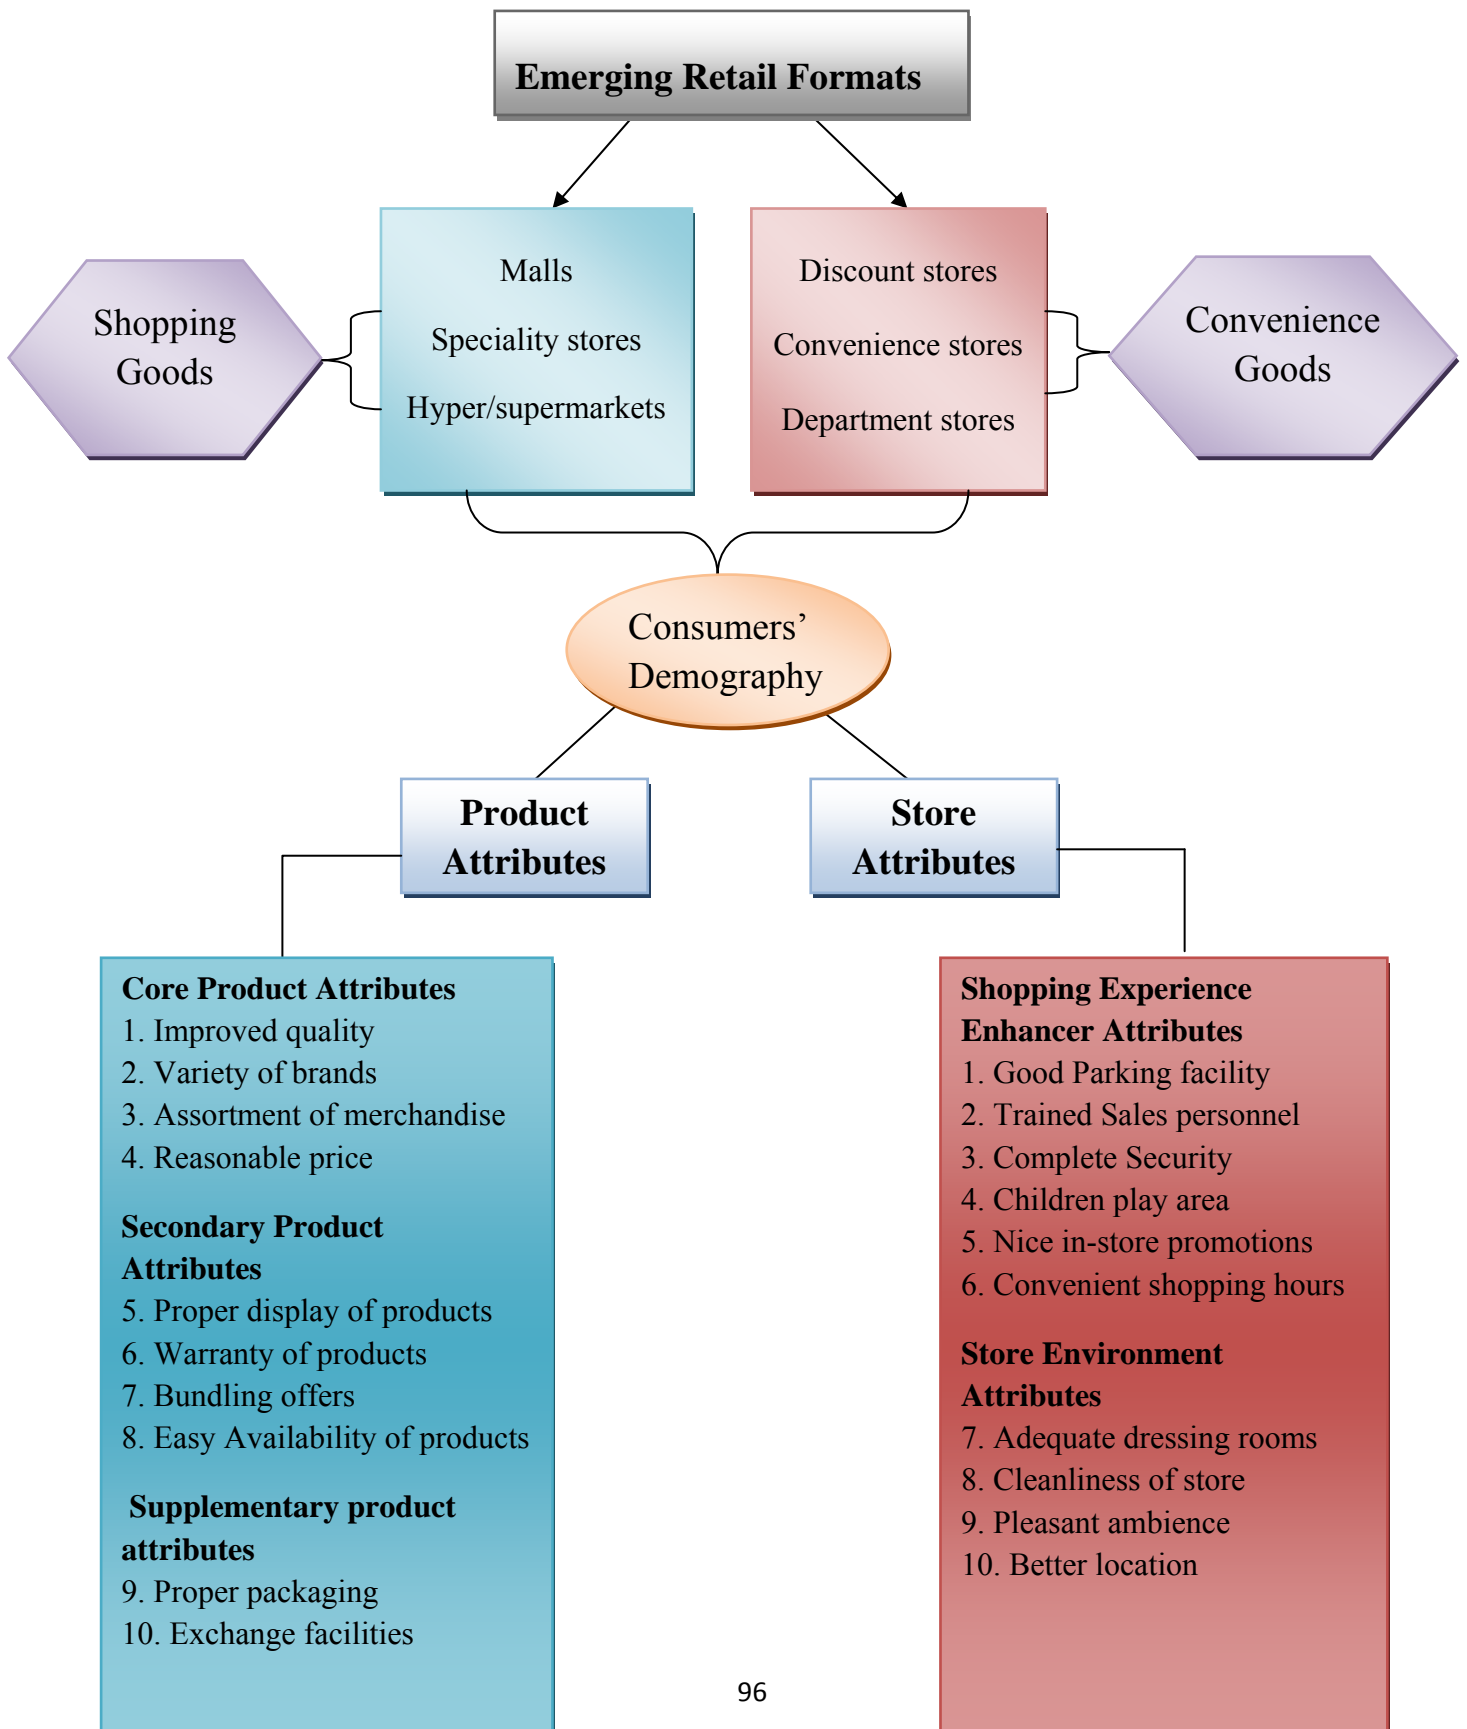 Emerging Retail Formats
Shopping
Goods
Malls
Speciality stores
Hyper/supermarkets
Discount stores
Convenience stores
Department stores
Convenience
Goods
Consumers’
Demography
Product
Attributes
Store
Attributes
Core Product Attributes
1. Improved quality
2. Variety of brands
3. Assortment of merchandise
4. Reasonable price
Secondary Product
Attributes
5. Proper display of products
6. Warranty of products
7. Bundling offers
8. Easy Availability of products
Supplementary product
attributes
9. Proper packaging
10. Exchange facilities
Shopping Experience
Enhancer Attributes
1. Good Parking facility
2. Trained Sales personnel
3. Complete Security
4. Children play area
5. Nice in-store promotions
6. Convenient shopping hours
Store Environment
Attributes
7. Adequate dressing rooms
8. Cleanliness of store
9. Pleasant ambience
10. Better location
96